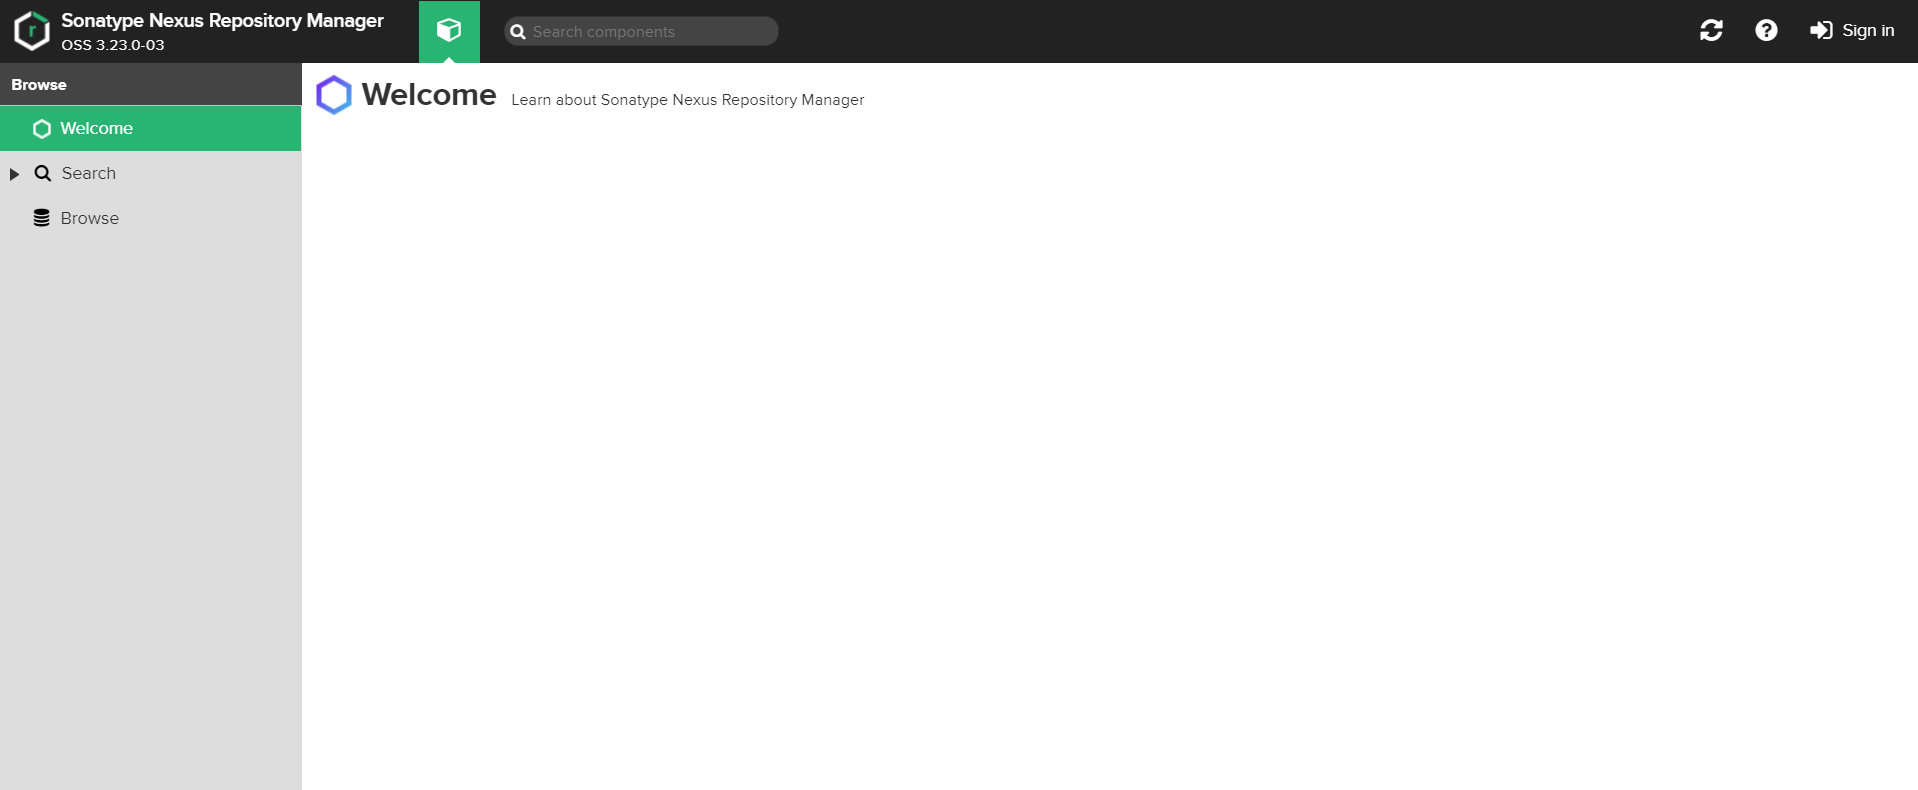 Sonatype Nexus Repository Manager
OSS 3.23.0-03
Search components
Sign in
Browse
Welcome
Search
Browse
Welcome Learn about Sonatype Nexus Repository Manager